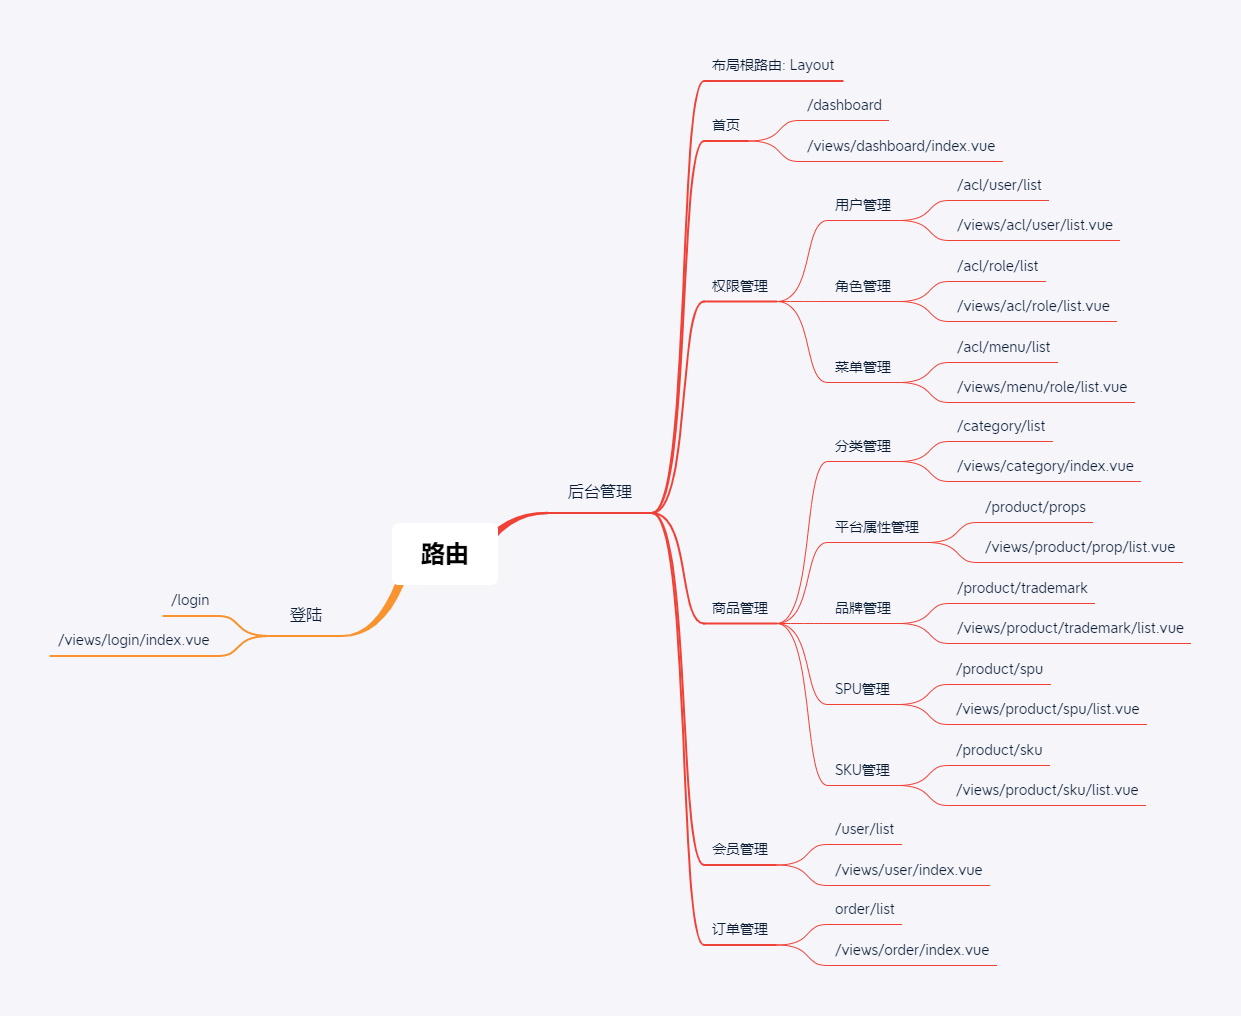 路由
后台管理
布局根路由: Layout
首页
/dashboard
/views/dashboard/index.vue
权限管理
用户管理
/acl/user/list
/views/acl/user/list.vue
角色管理
/acl/role/list
/views/acl/role/list.vue
菜单管理
/acl/menu/list
/views/menu/role/list.vue
商品管理
分类管理
/category/list
/views/category/index.vue
平台属性管理
/product/props
/views/product/prop/list.vue
品牌管理
/product/trademark
/views/product/trademark/list.vue
SPU管理
/product/spu
/views/product/spu/list.vue
SKU管理
/product/sku
/views/product/sku/list.vue
会员管理
/user/list
/views/user/index.vue
订单管理
order/list
/views/order/index.vue
登陆
/login
/views/login/index.vue